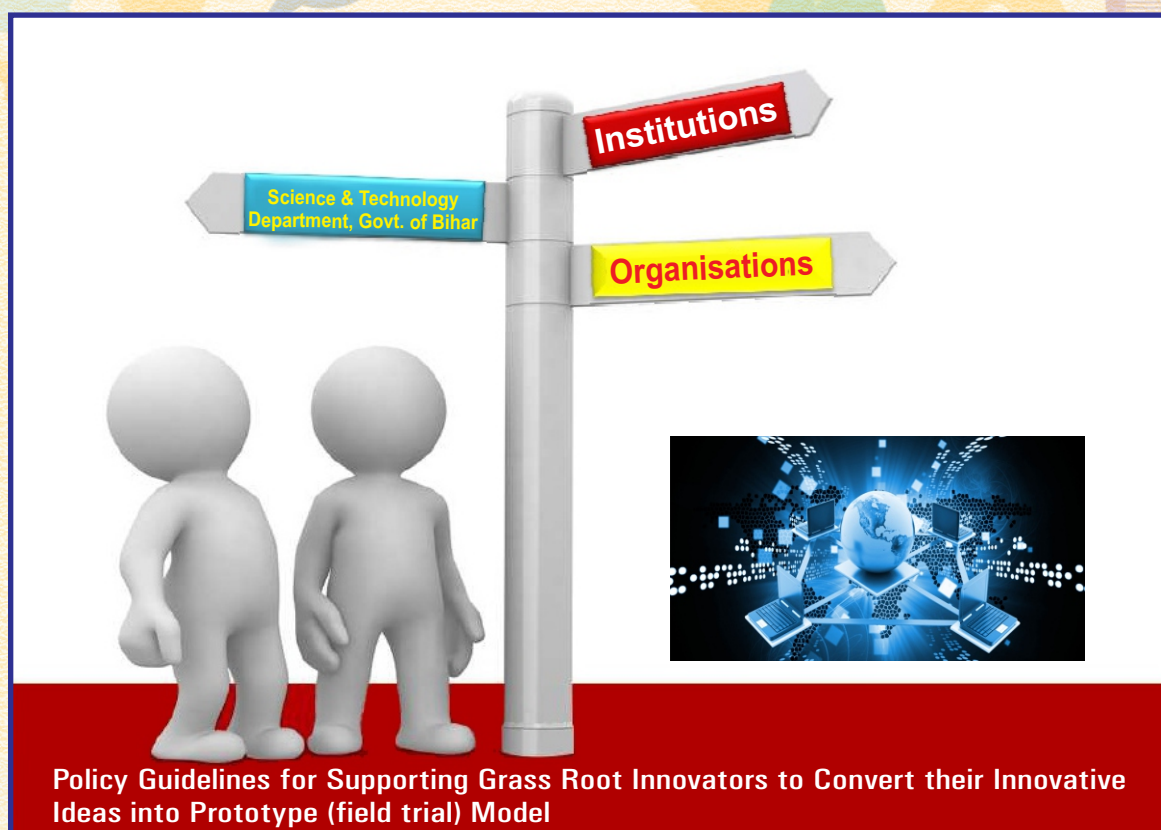 Institutions
Science & Technology
Department, Govt. of Bihar
Organisations
Policy Guidelines for Supporting Grass Root Innovators to Convert their Innovative
Ideas into Prototype (field trial) Model